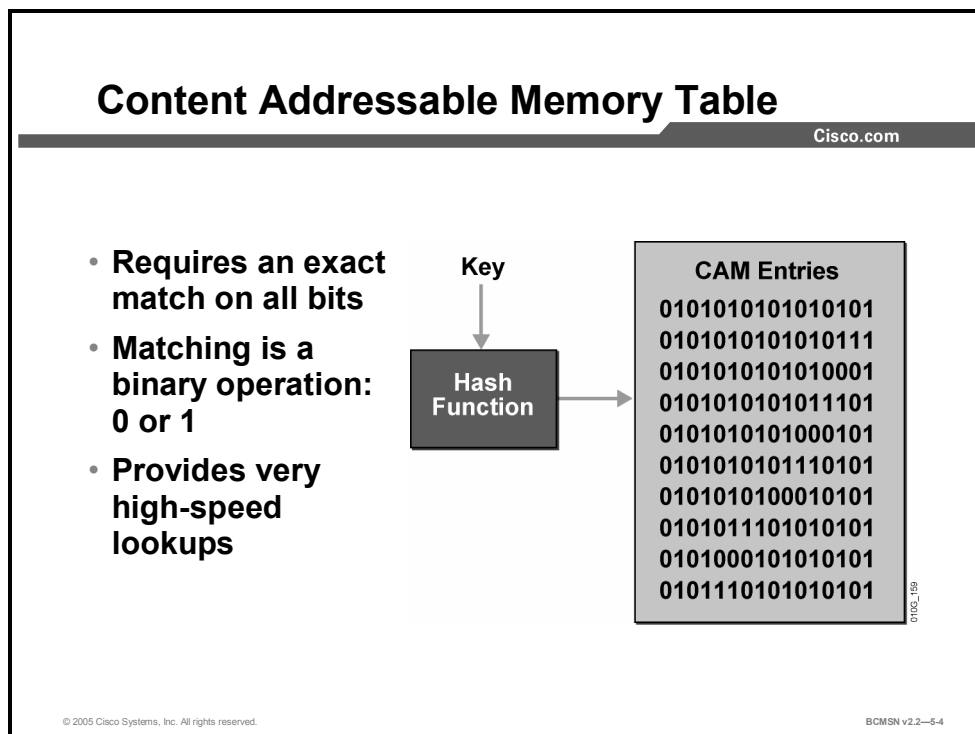 Content Addressable Memory Table
Cisco.com
• Requires an exact
match on all bits
• Matching is a
binary operation:
0 or 1
• Provides very
high-speed
lookups
Key
Hash
Function
CAM Entries
0101010101010101
0101010101010111
0101010101010001
0101010101011101
0101010101000101
0101010101110101
0101010100010101
0101011101010101
0101000101010101
0101110101010101
010G_159
© 2005 Cisco Systems, Inc. All rights reserved.
BCMSN v2.2—5-4